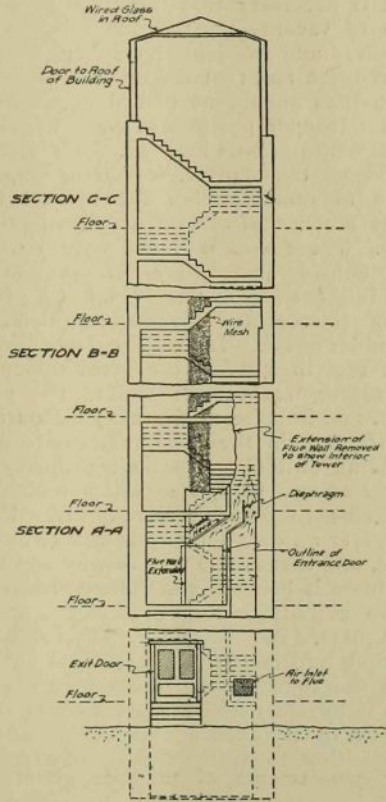 Wired Glass
in Roof
Door to Roof
of Building
SECTION C-C
Floor
Floor
Wire
Mesh
SECTION B-B
Floor
Extension of
Flue Wall Removed
to show Interior
of Tower
Diaphragm
Floor
SECTION A-A
Flue Wall
Extended
Outline of
Entrance Door
Floor
Exit Door
Air Inlet
to Flue
Floor